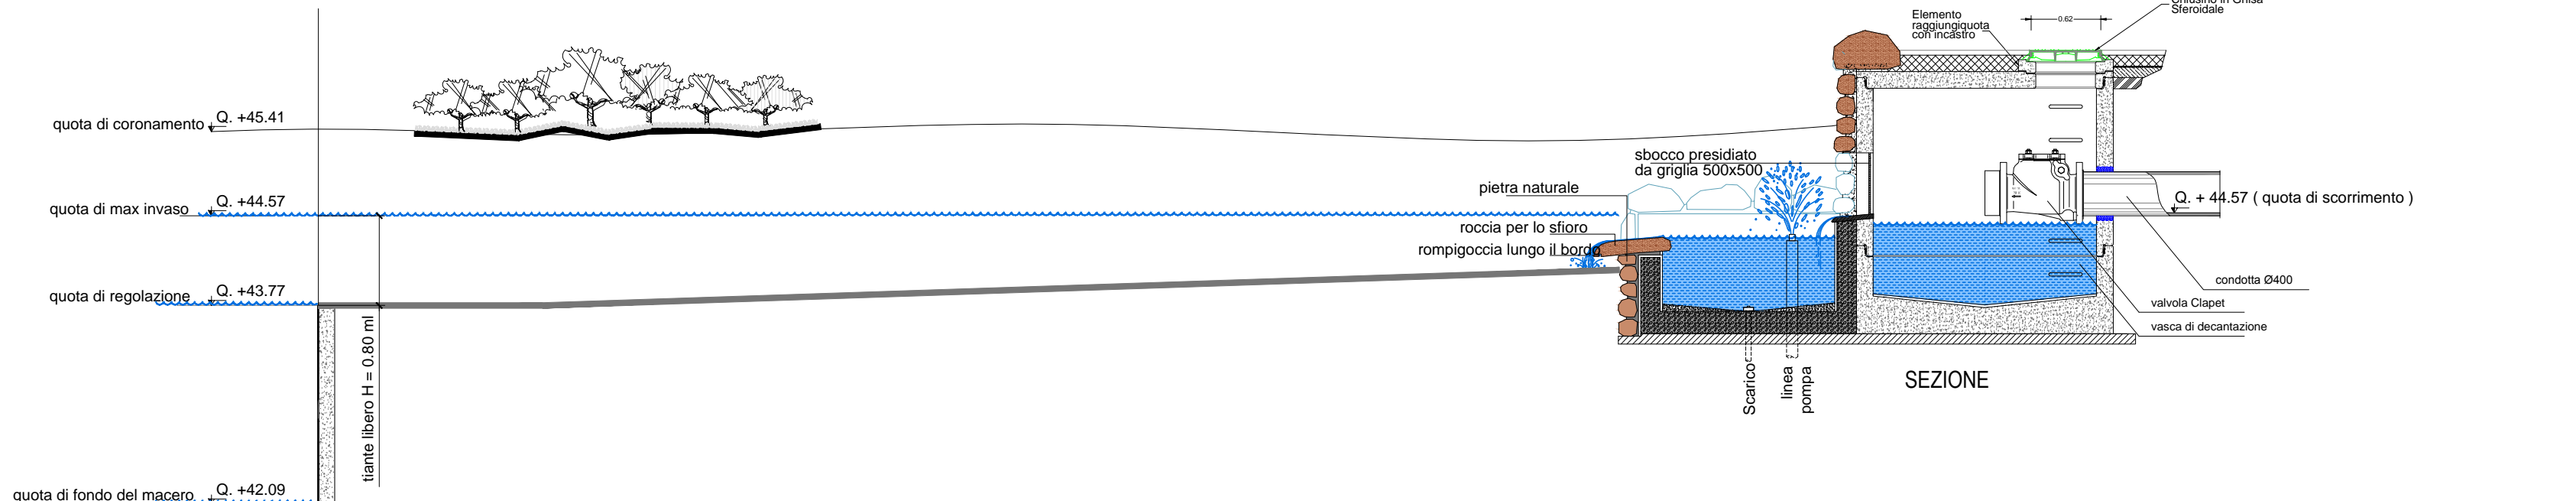 quota di coronamento
Q. +45.41
quota di max invaso
Q. +44.57
quota di regolazione
Q. +43.77
quota di fondo del macero
Q. +42.09
tiante libero H = 0.80 ml
sbocco presidiato
da griglia 500x500
pietra naturale
roccia per lo sfioro
rompigoccia lungo il bordo
Scarico
linea
pompa
Elemento
raggiungiquota
con incastro
0.62
Chiusino in Ghisa
Sferoidale
Q. + 44.57 ( quota di scorrimento )
condotta Ø400
valvola Clapet
vasca di decantazione
SEZIONE